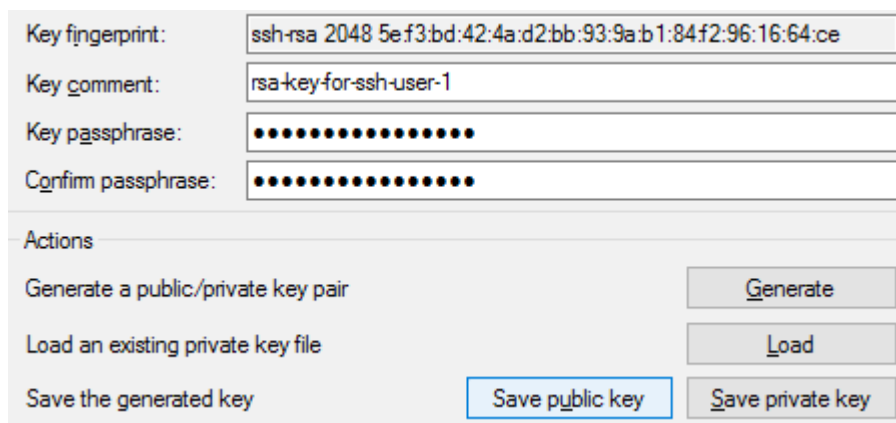 Key fingerprint: ssh-rsa 2048 5e:f3:bd:42:4a:d2:bb:93:9a:b1:84:f2:96:16:64:ce
Key comment: rsa-key-for-ssh-user-1
Key passphrase: ●●●●●●●●●●●●●●●●
Confirm passphrase: ●●●●●●●●●●●●●●●●
Actions
Generate a public/private key pair Generate
Load an existing private key file Load
Save the generated key Save public key Save private key